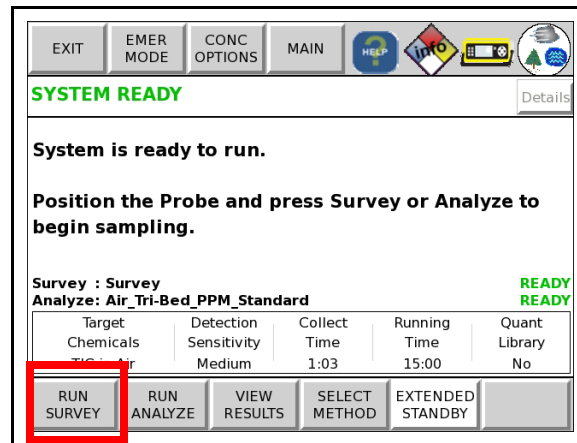 EXIT
EMER
MODE
CONC
OPTIONS
MAIN
HELP
info
SYSTEM READY
Details
System is ready to run.
Position the Probe and press Survey or Analyze to
begin sampling.
Survey : Survey READY
Analyze: Air_Tri-Bed_PPM_Standard READY
Target Detection Collect Running Quant
Chemicals Sensitivity Time Time Library
TIC in Air Medium 1:03 15:00 No
RUN
SURVEY
RUN
ANALYZE
VIEW
RESULTS
SELECT
METHOD
EXTENDED
STANDBY